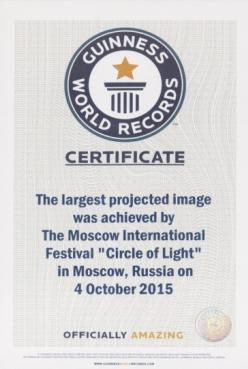 GUINNESS
WORLD RECORDS
CERTIFICATE
The largest projected image
was achieved by
The Moscow International
Festival "Circle of Light"
in Moscow, Russia on
4 October 2015
OFFICIALLY AMAZING
WWW.GUINNESSWORLDRECORDS.COM